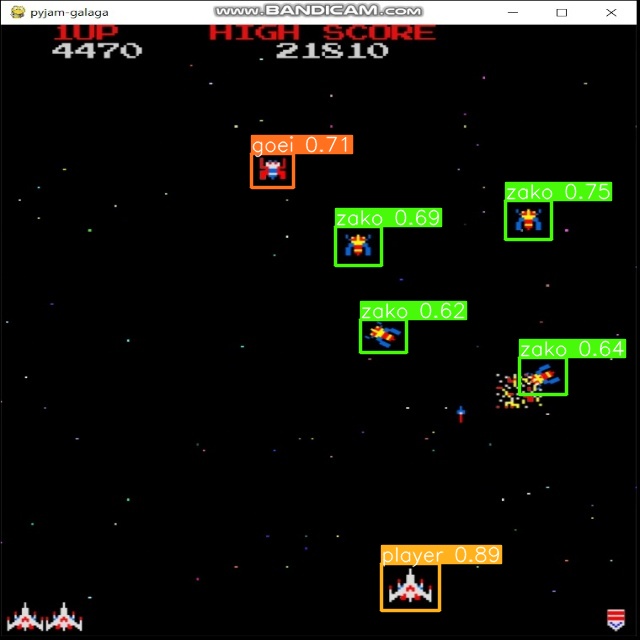 pyjam-galaga
www.BANDICAM.com
1UP HIGH SCORE
4470 21810
goei 0.71
zako 0.75
zako 0.69
zako 0.62
zako 0.64
player 0.89